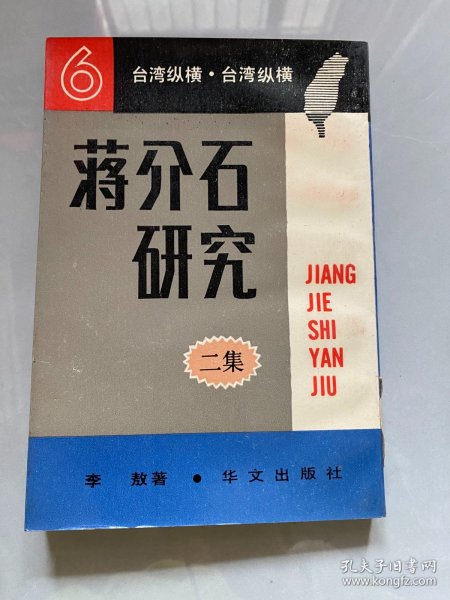 6
台湾纵横·台湾纵横
蒋介石
研究
JIANG
JIE
SHI
YAN
JIU
二集
李 敖著 • 华文出版社
孔夫子旧书网
www.kongfz.com